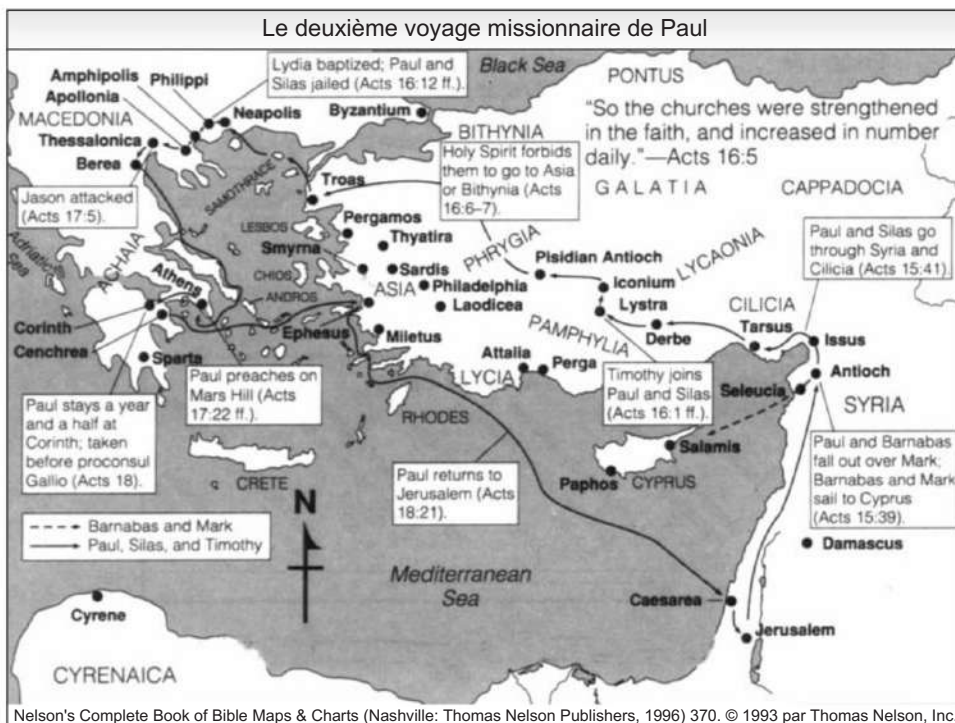 Le deuxième voyage missionnaire de Paul
Black Sea
PONTUS
Amphipolis
Philippi
Apollonia
Lydia baptized; Paul and
Silas jailed (Acts 16:12 ff.).
Neapolis
Byzantium
MACEDONIA
BITHYNIA
"So the churches were strengthened
in the faith, and increased in number
daily."—Acts 16:5
Thessalonica
Berea
Holy Spirit forbids
them to go to Asia
or Bithynia (Acts
16:6–7).
SAMOTHRACE
Troas
GALATIA
CAPPADOCIA
Jason attacked
(Acts 17:5).
Pergamos
LESBOS
Thyatira
PHRYGIA
LYCAONIA
Paul and Silas go
through Syria and
Cilicia (Acts 15:41).
Adriatic
Sea
ACHAIA
Smyrna
Sardis
Pisidian Antioch
Iconium
Athens
CHIOS
ASIA
Philadelphia
Laodicea
Lystra
CILICIA
ANDROS
Corinth
Ephesus
Miletus
PAMPHYLIA
Derbe
Tarsus
Issus
Cenchrea
Sparta
Attalia
Perga
LYCIA
Antioch
Seleucia
SYRIA
Paul preaches on
Mars Hill (Acts
17:22 ff.).
Timothy joins
Paul and Silas
(Acts 16:1 ff.).
Paul stays a year
and a half at
Corinth; taken
before proconsul
Gallio (Acts 18).
RHODES
Salamis
Paphos
CYPRUS
Paul and Barnabas
fall out over Mark;
Barnabas and Mark
sail to Cyprus
(Acts 15:39).
CRETE
Paul returns to
Jerusalem (Acts
18:21).
N
Barnabas and Mark
Paul, Silas, and Timothy
Damascus
Mediterranean
Sea
Caesarea
Cyrene
Jerusalem
CYRENAICA
Nelson's Complete Book of Bible Maps & Charts (Nashville: Thomas Nelson Publishers, 1996) 370. © 1993 par Thomas Nelson, Inc